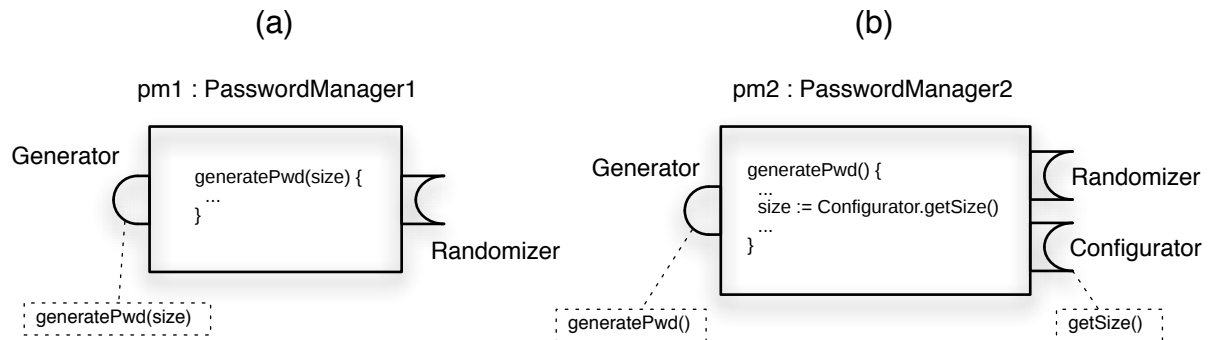 (a)
pm1 : PasswordManager1
Generator
generatePwd(size) {
...
}
Randomizer
generatePwd(size)
(b)
pm2 : PasswordManager2
Generator
generatePwd() {
...
size := Configurator.getSize()
...
}
Randomizer
Configurator
generatePwd()
getSize()